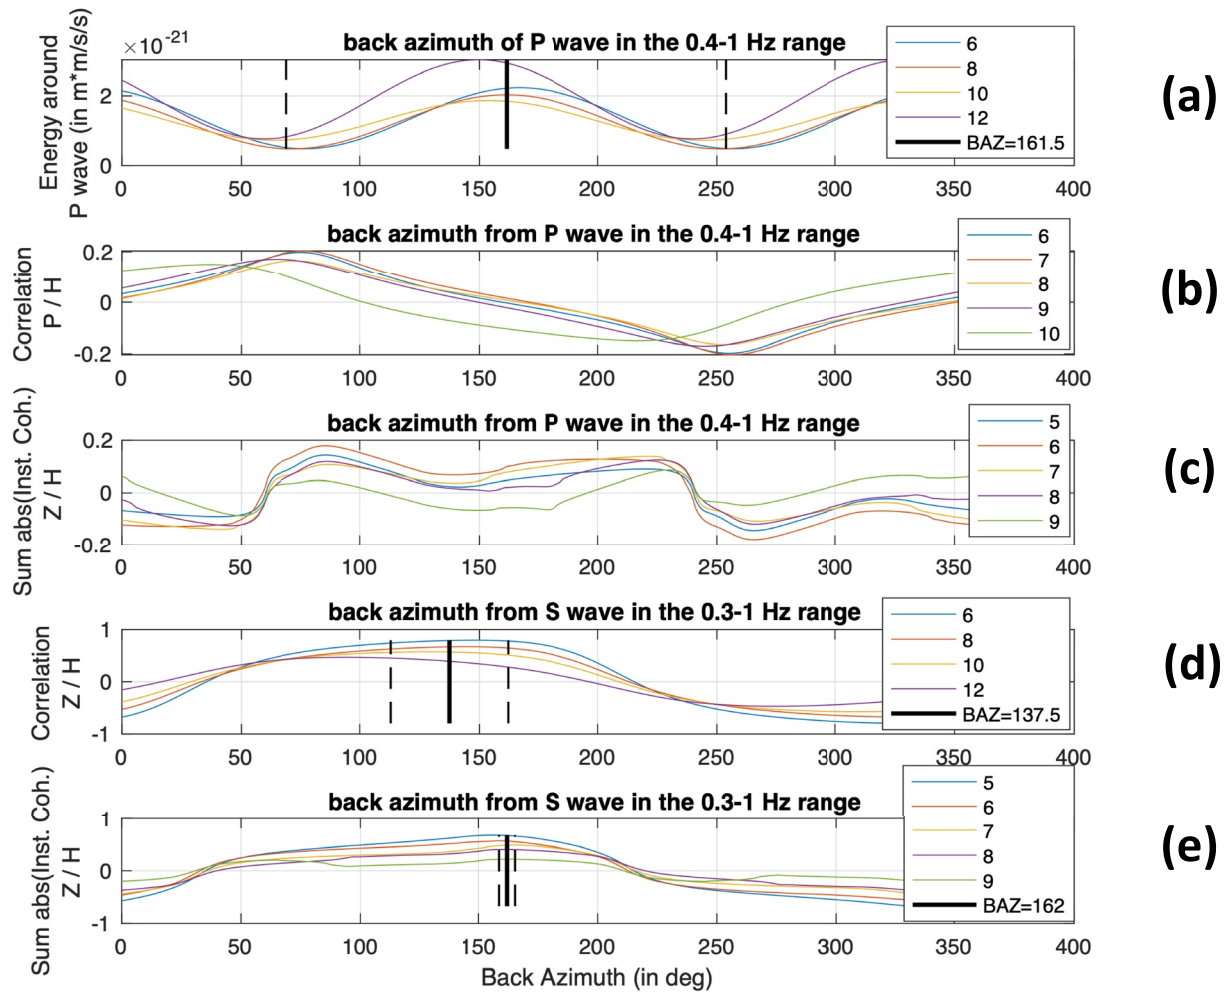 ×10⁻²¹
back azimuth of P wave in the 0.4-1 Hz range
Energy around
P wave (in m*m/s/s)
2
0
0 50 100 150 200 250 300 350 400
6
8
10
12
BAZ=161.5
(a)
back azimuth from P wave in the 0.4-1 Hz range
Correlation
P / H
0.2
0
-0.2
0 50 100 150 200 250 300 350 400
6
7
8
9
10
(b)
back azimuth from P wave in the 0.4-1 Hz range
Sum abs(Inst. Coh.)
Z / H
0.2
0
-0.2
0 50 100 150 200 250 300 350 400
5
6
7
8
9
(c)
back azimuth from S wave in the 0.3-1 Hz range
Correlation
Z / H
1
0
-1
0 50 100 150 200 250 300 350 400
6
8
10
12
BAZ=137.5
(d)
back azimuth from S wave in the 0.3-1 Hz range
Sum abs(Inst. Coh.)
Z / H
1
0
-1
0 50 100 150 200 250 300 350 400
5
6
7
8
9
BAZ=162
(e)
Back Azimuth (in deg)